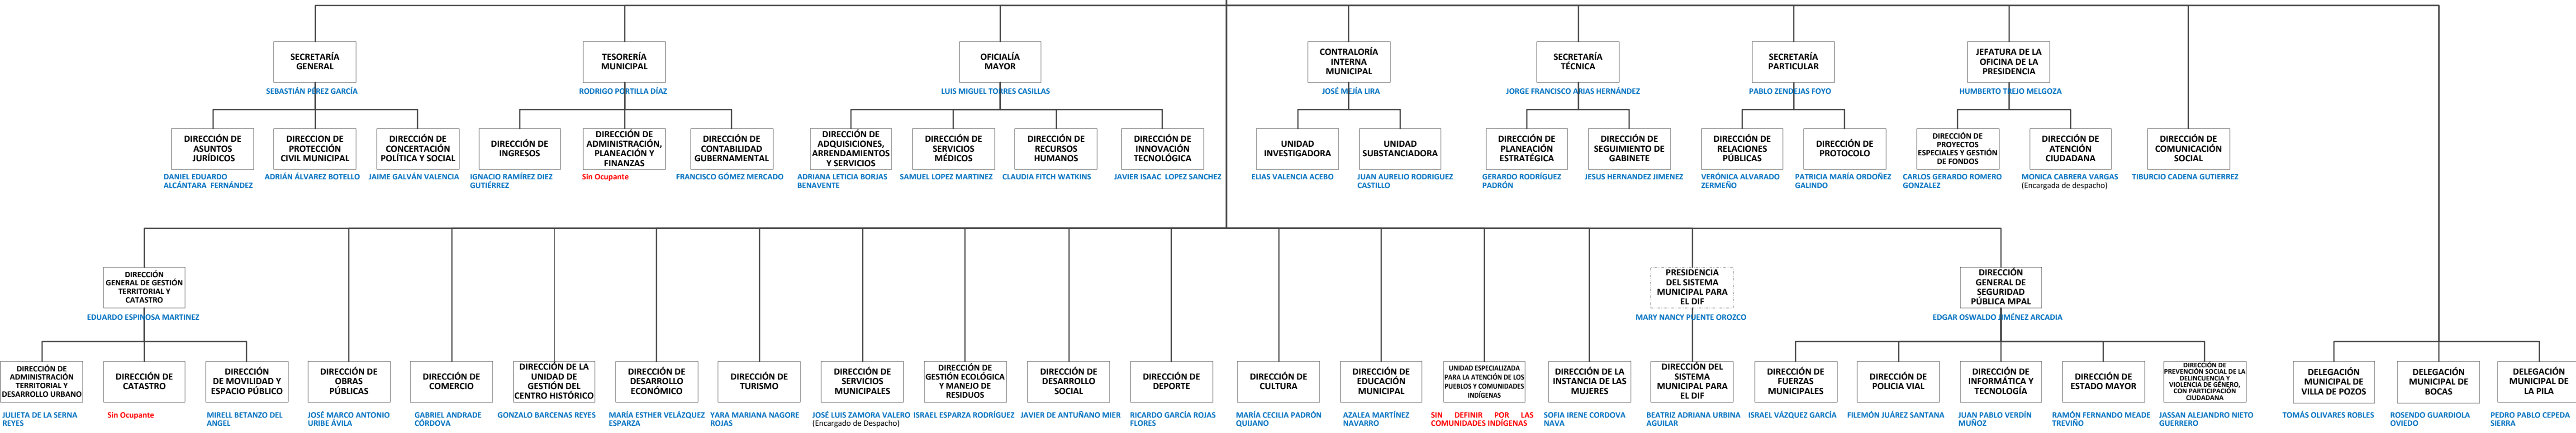 SECRETARÍA
GENERAL
SEBASTIÁN PÉREZ GARCÍA
TESORERÍA
MUNICIPAL
RODRIGO PORTILLA DÍAZ
OFICIALÍA
MAYOR
LUIS MIGUEL TORRES CASILLAS
CONTRALORÍA
INTERNA
MUNICIPAL
JOSÉ MEJÍA LIRA
SECRETARÍA
TÉCNICA
JORGE FRANCISCO ARIAS HERNÁNDEZ
SECRETARÍA
PARTICULAR
PABLO ZENDEJAS FOYO
JEFATURA DE LA
OFICINA DE LA
PRESIDENCIA
HUMBERTO TREJO MELGOZA
DIRECCIÓN DE
ASUNTOS
JURÍDICOS
DANIEL EDUARDO
ALCÁNTARA FERNÁNDEZ
DIRECCION DE
PROTECCIÓN
CIVIL MUNICIPAL
ADRIÁN ÁLVAREZ BOTELLO
DIRECCIÓN DE
CONCERTACIÓN
POLÍTICA Y SOCIAL
JAIME GALVÁN VALENCIA
DIRECCIÓN DE
INGRESOS
IGNACIO RAMÍREZ DIEZ
GUTIÉRREZ
DIRECCIÓN DE
ADMINISTRACIÓN,
PLANEACIÓN Y
FINANZAS
Sin Ocupante
DIRECCIÓN DE
CONTABILIDAD
GUBERNAMENTAL
FRANCISCO GÓMEZ MERCADO
DIRECCIÓN DE
ADQUISICIONES,
ARRENDAMIENTOS
Y SERVICIOS
ADRIANA LETICIA BORJAS
BENAVENTE
DIRECCIÓN DE
SERVICIOS
MÉDICOS
SAMUEL LOPEZ MARTINEZ
DIRECCIÓN DE
RECURSOS
HUMANOS
CLAUDIA FITCH WATKINS
DIRECCIÓN DE
INNOVACIÓN
TECNOLÓGICA
JAVIER ISAAC LOPEZ SANCHEZ
UNIDAD
INVESTIGADORA
ELIAS VALENCIA ACEBO
UNIDAD
SUBSTANCIADORA
JUAN AURELIO RODRIGUEZ
CASTILLO
DIRECCIÓN DE
PLANEACIÓN
ESTRATÉGICA
GERARDO RODRÍGUEZ
PADRÓN
DIRECCIÓN DE
SEGUIMIENTO DE
GABINETE
JESUS HERNANDEZ JIMENEZ
DIRECCIÓN DE
RELACIONES
PÚBLICAS
VERÓNICA ALVARADO
ZERMEÑO
DIRECCIÓN DE
PROTOCOLO
PATRICIA MARÍA ORDOÑEZ
GALINDO
DIRECCIÓN DE
PROYECTOS
ESPECIALES Y GESTIÓN
DE FONDOS
CARLOS GERARDO ROMERO
GONZALEZ
DIRECCIÓN DE
ATENCIÓN
CIUDADANA
MONICA CABRERA VARGAS
(Encargada de despacho)
DIRECCIÓN DE
COMUNICACIÓN
SOCIAL
TIBURCIO CADENA GUTIERREZ
DIRECCIÓN
GENERAL DE GESTIÓN
TERRITORIAL Y
CATASTRO
EDUARDO ESPINOSA MARTINEZ
PRESIDENCIA
DEL SISTEMA
MUNICIPAL PARA
EL DIF
MARY NANCY PUENTE OROZCO
DIRECCIÓN
GENERAL DE
SEGURIDAD
PÚBLICA MPAL
EDGAR OSWALDO JIMÉNEZ ARCADIA
DIRECCIÓN DE
ADMINISTRACIÓN
TERRITORIAL Y
DESARROLLO URBANO
JULIETA DE LA SERNA
REYES
DIRECCIÓN DE
CATASTRO
Sin Ocupante
DIRECCIÓN
DE MOVILIDAD Y
ESPACIO PÚBLICO
MIRELL BETANZO DEL
ANGEL
DIRECCIÓN DE
OBRAS
PÚBLICAS
JOSÉ MARCO ANTONIO
URIBE ÁVILA
DIRECCIÓN DE
COMERCIO
GABRIEL ANDRADE
CÓRDOVA
DIRECCIÓN DE LA
UNIDAD DE
GESTIÓN DEL
CENTRO HISTÓRICO
GONZALO BARCENAS REYES
DIRECCIÓN DE
DESARROLLO
ECONÓMICO
MARÍA ESTHER VELÁZQUEZ
ESPARZA
DIRECCIÓN DE
TURISMO
YARA MARIANA NAGORE
ROJAS
DIRECCIÓN DE
SERVICIOS
MUNICIPALES
JOSÉ LUIS ZAMORA VALERO
(Encargado de Despacho)
DIRECCIÓN DE
GESTIÓN ECOLÓGICA
Y MANEJO DE
RESIDUOS
ISRAEL ESPARZA RODRÍGUEZ
DIRECCIÓN DE
DESARROLLO
SOCIAL
JAVIER DE ANTUÑANO MIER
DIRECCIÓN DE
DEPORTE
RICARDO GARCÍA ROJAS
FLORES
DIRECCIÓN DE
CULTURA
MARÍA CECILIA PADRÓN
QUIJANO
DIRECCIÓN DE
EDUCACIÓN
MUNICIPAL
AZALEA MARTÍNEZ
NAVARRO
UNIDAD ESPECIALIZADA
PARA LA ATENCIÓN DE LOS
PUEBLOS Y COMUNIDADES
INDÍGENAS
SIN DEFINIR POR LAS
COMUNIDADES INDÍGENAS
DIRECCIÓN DE LA
INSTANCIA DE LAS
MUJERES
SOFIA IRENE CORDOVA
NAVA
DIRECCIÓN DEL
SISTEMA
MUNICIPAL PARA
EL DIF
BEATRIZ ADRIANA URBINA
AGUILAR
DIRECCIÓN DE
FUERZAS
MUNICIPALES
ISRAEL VÁZQUEZ GARCÍA
DIRECCIÓN DE
POLICIA VIAL
FILEMÓN JUÁREZ SANTANA
DIRECCIÓN DE
INFORMÁTICA Y
TECNOLOGÍA
JUAN PABLO VERDÍN
MUÑOZ
DIRECCIÓN DE
ESTADO MAYOR
RAMÓN FERNANDO MEADE
TREVIÑO
DIRECCIÓN DE
PREVENCIÓN SOCIAL DE LA
DELINCUENCIA Y
VIOLENCIA DE GÉNERO,
CON PARTICIPACIÓN
CIUDADANA
JASSAN ALEJANDRO NIETO
GUERRERO
DELEGACIÓN
MUNICIPAL DE
VILLA DE POZOS
TOMÁS OLIVARES ROBLES
DELEGACIÓN
MUNICIPAL DE
BOCAS
ROSENDO GUARDIOLA
OVIEDO
DELEGACIÓN
MUNICIPAL DE
LA PILA
PEDRO PABLO CEPEDA
SIERRA